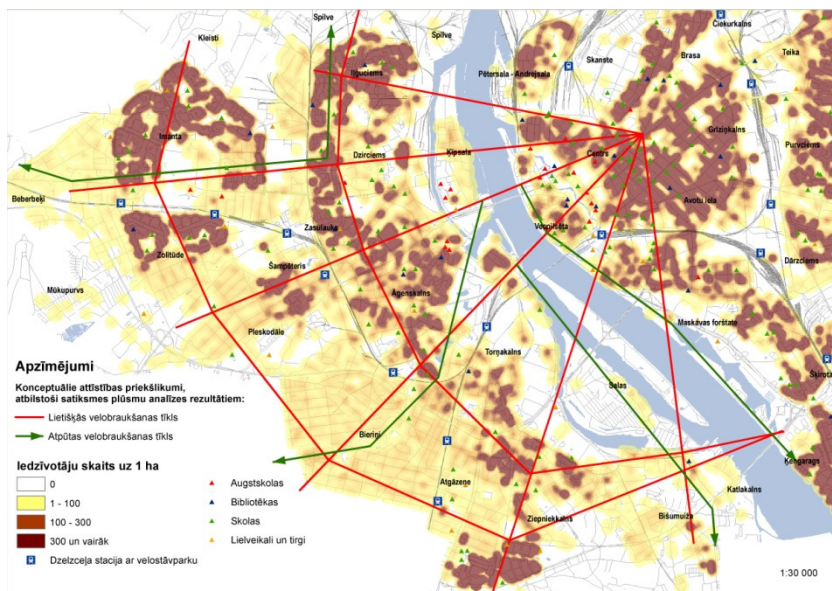 Spilve
Čiekurkalns
Kleisti
Spilve
Brasa
Teika
Iļģuciems
Skanste
Pētersala - Andrejsala
Grīziņkalns
Imanta
Dzirciems
Ķīpsala
Centrs
Purvciems
Beberbeķi
Avotu iela
Zasulauks
Vecpilsēta
Zolitūde
Šampēteris
Dārzciems
Mūkupurvs
Āgenskalns
Pleskodāle
Maskavas forštate
Torņakalns
Šķirotava
Salas
Bieriņi
Ķengarags
Atgāzene
Katlakalns
Ziepniekkalns
Bišumuiža
Apzīmējumi
Konceptuālie attīstības priekšlikumi,
atbilstoši satiksmes plūsmu analīzes rezultātiem:
Lietišķās velobraukšanas tīkls
Atpūtas velobraukšanas tīkls
Iedzīvotāju skaits uz 1 ha
0
1 - 100
100 - 300
300 un vairāk
Dzelzceļa stacija ar velostāvparku
Augstskolas
Bibliotēkas
Skolas
Lielveikali un tirgi
1:30 000